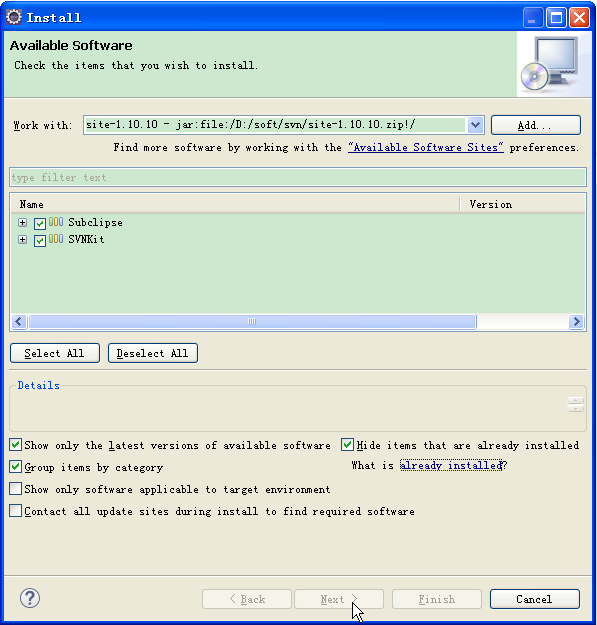 Install
Available Software
Check the items that you wish to install.
Work with: site-1.10.10 - jar:file:/D:/soft/svn/site-1.10.10.zip!/ Add...
Find more software by working with the "Available Software Sites" preferences.
type filter text
Name Version
Subclipse
SVNKit
Select All Deselect All
Details
Show only the latest versions of available software Hide items that are already installed
Group items by category What is already installed?
Show only software applicable to target environment
Contact all update sites during install to find required software
? < Back Next > Finish Cancel